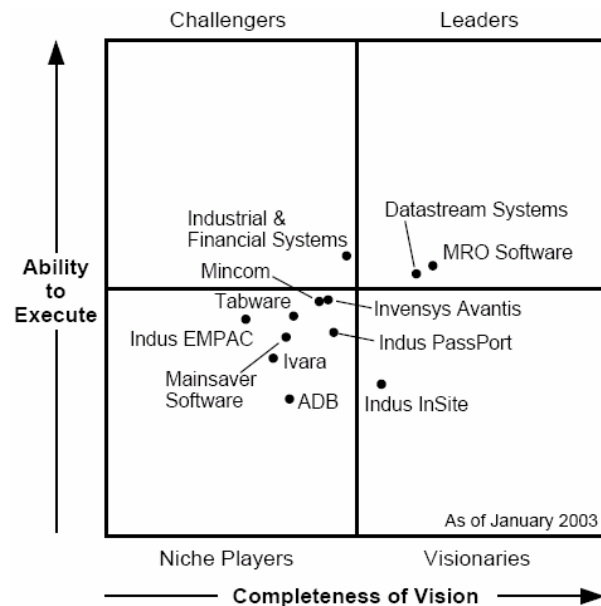 Challengers
Leaders
Ability
to
Execute
Industrial &
Financial Systems
Datastream Systems
MRO Software
Mincom
Tabware
Invensys Avantis
Indus EMPAC
Indus PassPort
Ivara
Mainsaver
Software
ADB
Indus InSite
As of January 2003
Niche Players
Visionaries
Completeness of Vision